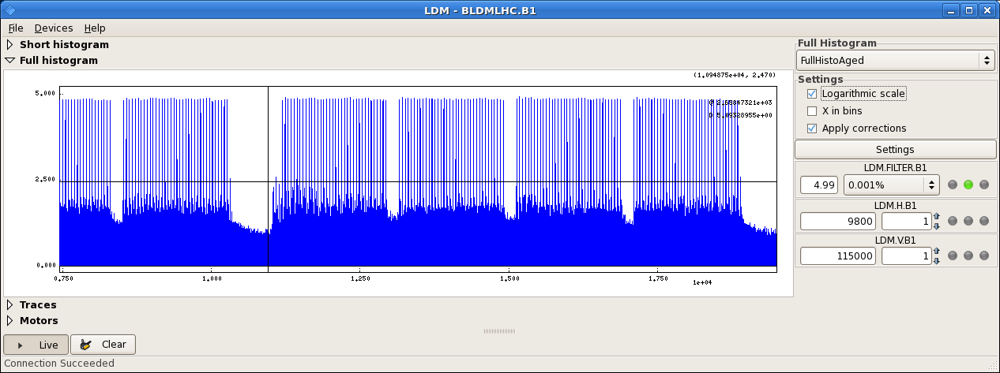 LDM - BLDMLHC.B1
File Devices Help
Short histogram
Full histogram
(1.094875e+04, 2.470)
5.000
2.500
0.000
0.750 1.000 1.250 1.500 1.750 1e+04
Full Histogram
FullHistoAged
Settings
Logarithmic scale
X in bins
Apply corrections
Settings
LDM.FILTER.B1
4.99 0.001%
LDM.H.B1
9800 1
LDM.V.B1
115000 1
Traces
Motors
Live Clear
Connection Succeeded